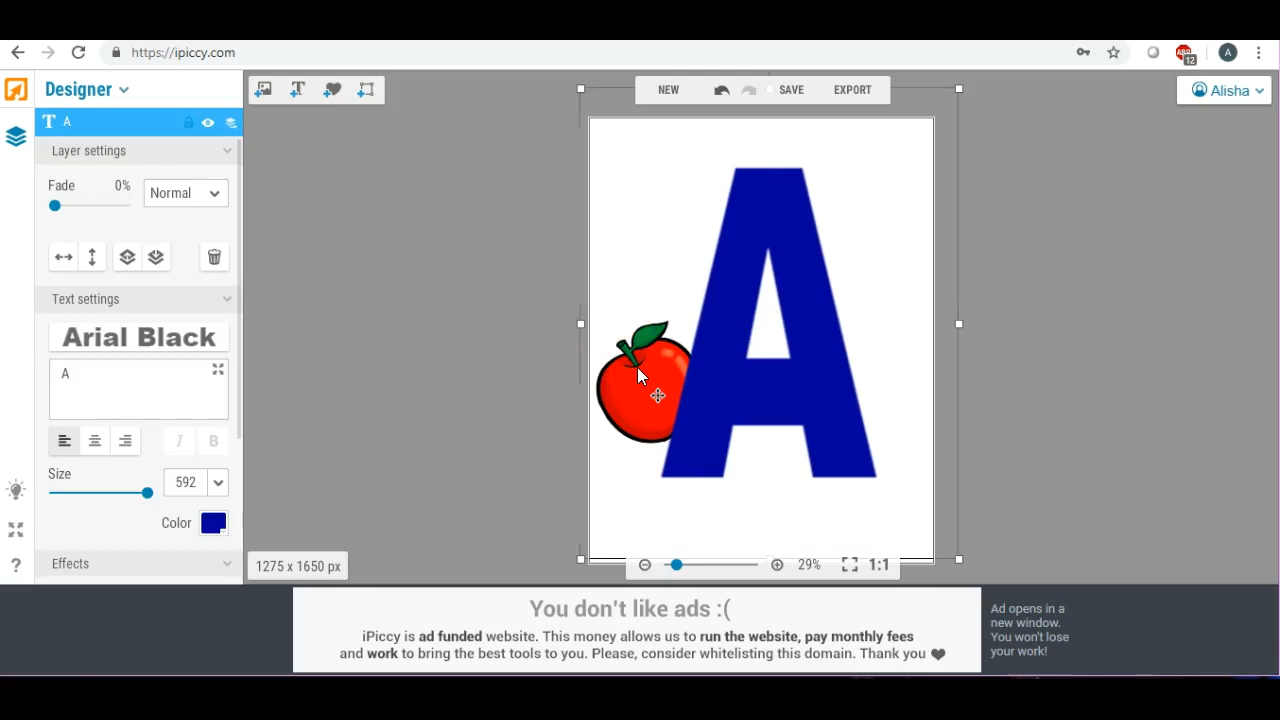 https://ipiccy.com
ABP
12
A
Designer
NEW
SAVE
EXPORT
Alisha
T A
Layer settings
Fade 0%
Normal
Text settings
Arial Black
A
I B
Size
592
Color
Effects
?
A
1275 x 1650 px
29%
1:1
You don't like ads :(
iPiccy is ad funded website. This money allows us to run the website, pay monthly fees
and work to bring the best tools to you. Please, consider whitelisting this domain. Thank you ❤
Ad opens in a
new window.
You won't lose
your work!